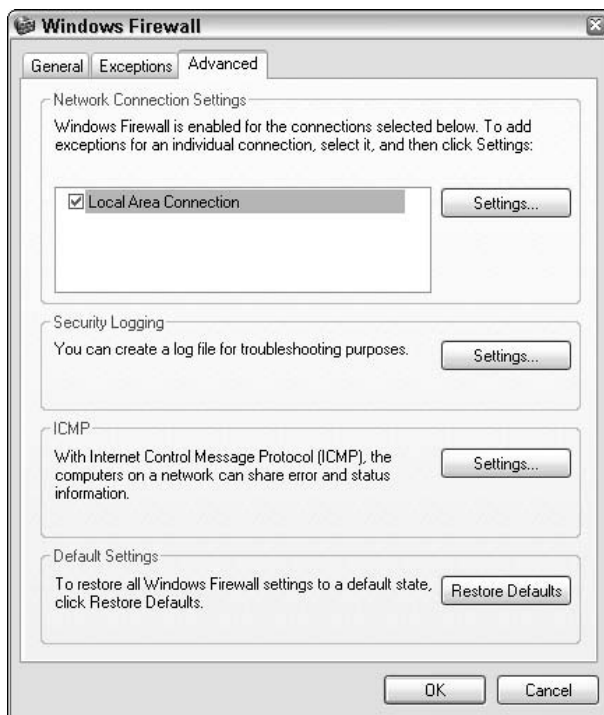 Windows Firewall
General Exceptions Advanced
Network Connection Settings
Windows Firewall is enabled for the connections selected below. To add
exceptions for an individual connection, select it, and then click Settings:
Local Area Connection
Settings...
Security Logging
You can create a log file for troubleshooting purposes.
Settings...
ICMP
With Internet Control Message Protocol (ICMP), the
computers on a network can share error and status
information.
Settings...
Default Settings
To restore all Windows Firewall settings to a default state,
click Restore Defaults.
Restore Defaults
OK Cancel